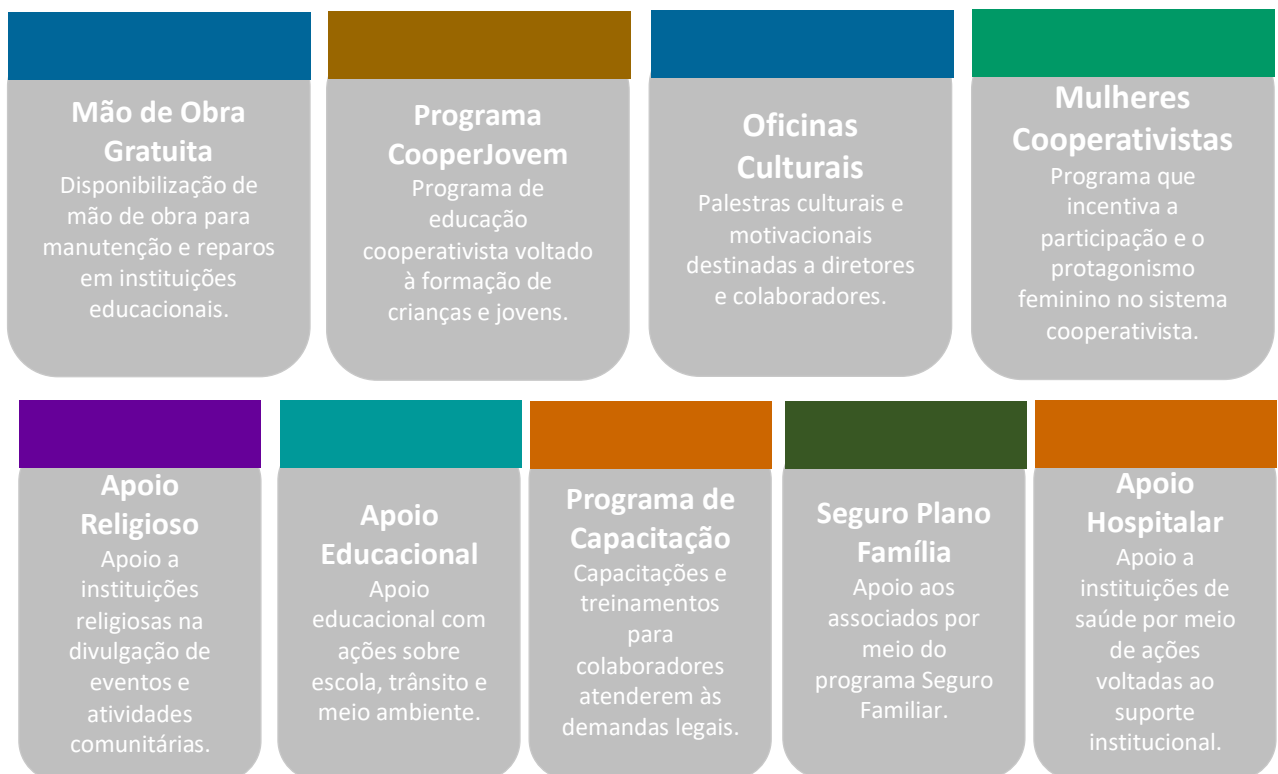 Mão de Obra
Gratuita
Disponibilização de
mão de obra para
manutenção e reparos
em instituições
educacionais.
Programa
CooperJovem
Programa de
educação
cooperativista voltado
à formação de
crianças e jovens.
Oficinas
Culturais
Palestras culturais e
motivacionais
destinadas a diretores
e colaboradores.
Mulheres
Cooperativistas
Programa que
incentiva a
participação e o
protagonismo
feminino no sistema
cooperativista.
Apoio
Religioso
Apoio a
instituições
religiosas na
divulgação de
eventos e
atividades
comunitárias.
Apoio
Educacional
Apoio
educacional com
ações sobre
escola, trânsito e
meio ambiente.
Programa de
Capacitação
Capacitações e
treinamentos
para
colaboradores
atenderem às
demandas legais.
Seguro Plano
Família
Apoio aos
associados por
meio do
programa Seguro
Familiar.
Apoio
Hospitalar
Apoio a
instituições de
saúde por meio
de ações
voltadas ao
suporte
institucional.